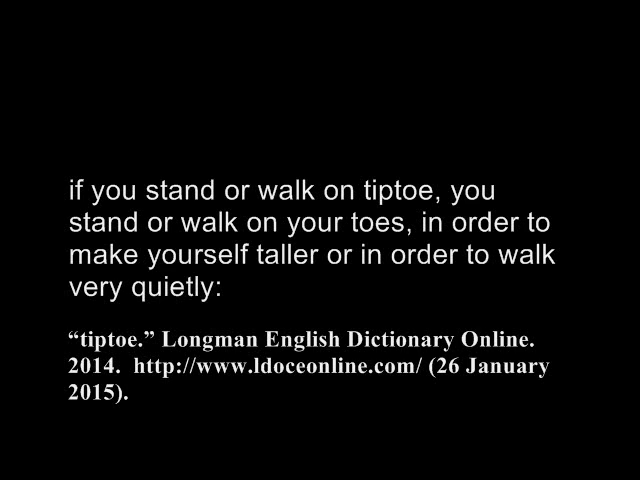 if you stand or walk on tiptoe, you
stand or walk on your toes, in order to
make yourself taller or in order to walk
very quietly:
“tiptoe.” Longman English Dictionary Online.
2014.  http://www.ldoceonline.com/ (26 January
2015).